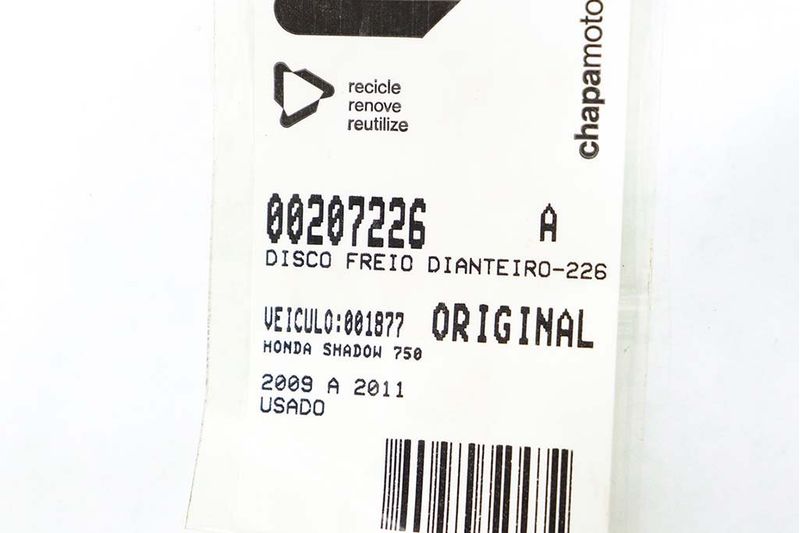 recicle
renove
reutilize
chapamoto
00207226 A
DISCO FREIO DIANTEIRO-226
VEICULO:001877 ORIGINAL
HONDA SHADOW 750
2009 A 2011
USADO